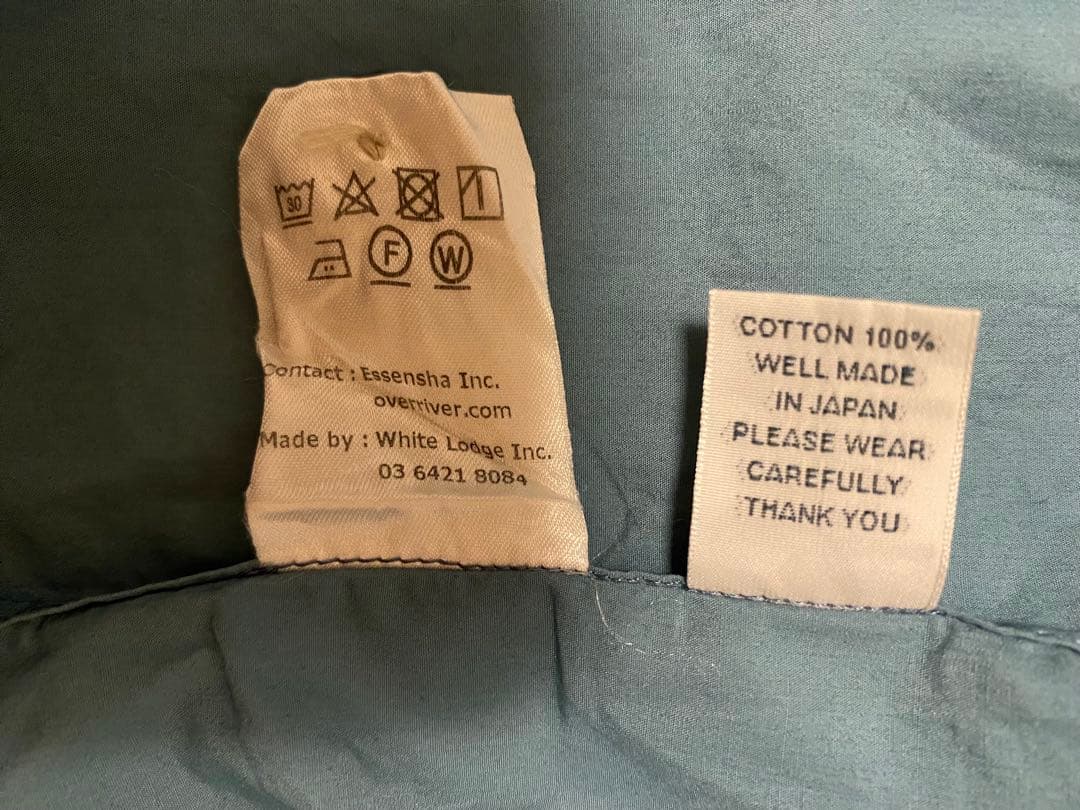 30
F W
Contact : Essensha Inc.
overriver.com
Made by : White Lodge Inc.
03 6421 8084
COTTON 100%
WELL MADE
IN JAPAN
PLEASE WEAR
CAREFULLY
THANK YOU